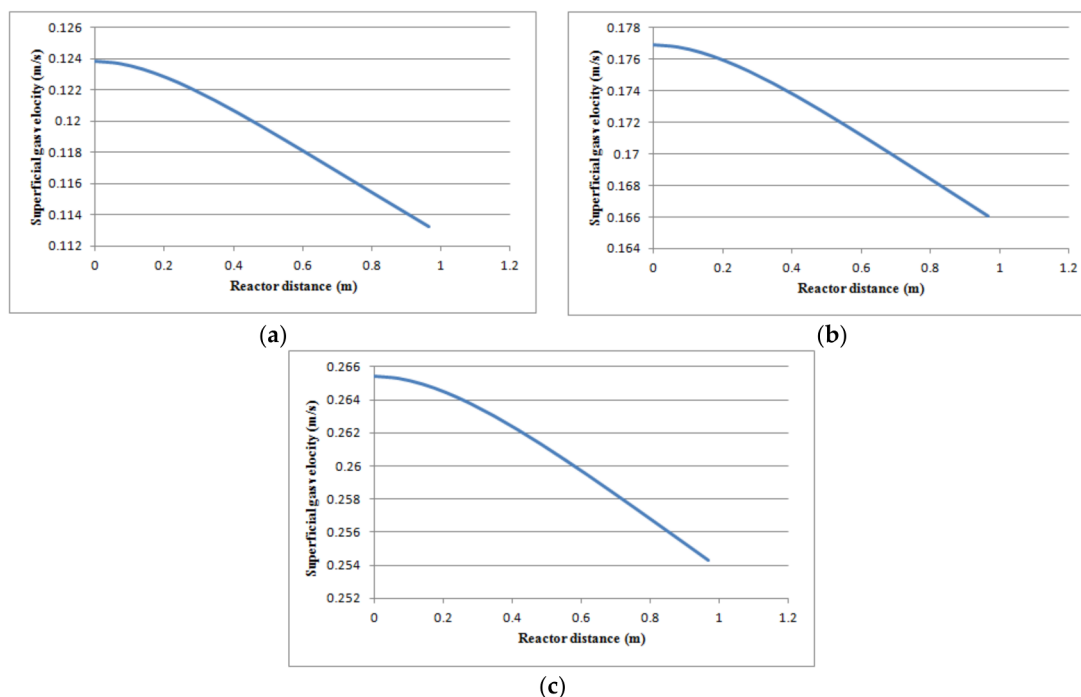 0.126
0.124
0.122
0.12
0.118
0.116
0.114
0.112
Superficial gas velocity (m/s)
0 0.2 0.4 0.6 0.8 1 1.2
Reactor distance (m)
(a)
0.178
0.176
0.174
0.172
0.17
0.168
0.166
0.164
Superficial gas velocity (m/s)
0 0.2 0.4 0.6 0.8 1 1.2
Reactor distance (m)
(b)
0.266
0.264
0.262
0.26
0.258
0.256
0.254
0.252
Superficial gas velocity (m/s)
0 0.2 0.4 0.6 0.8 1 1.2
Reactor distance (m)
(c)